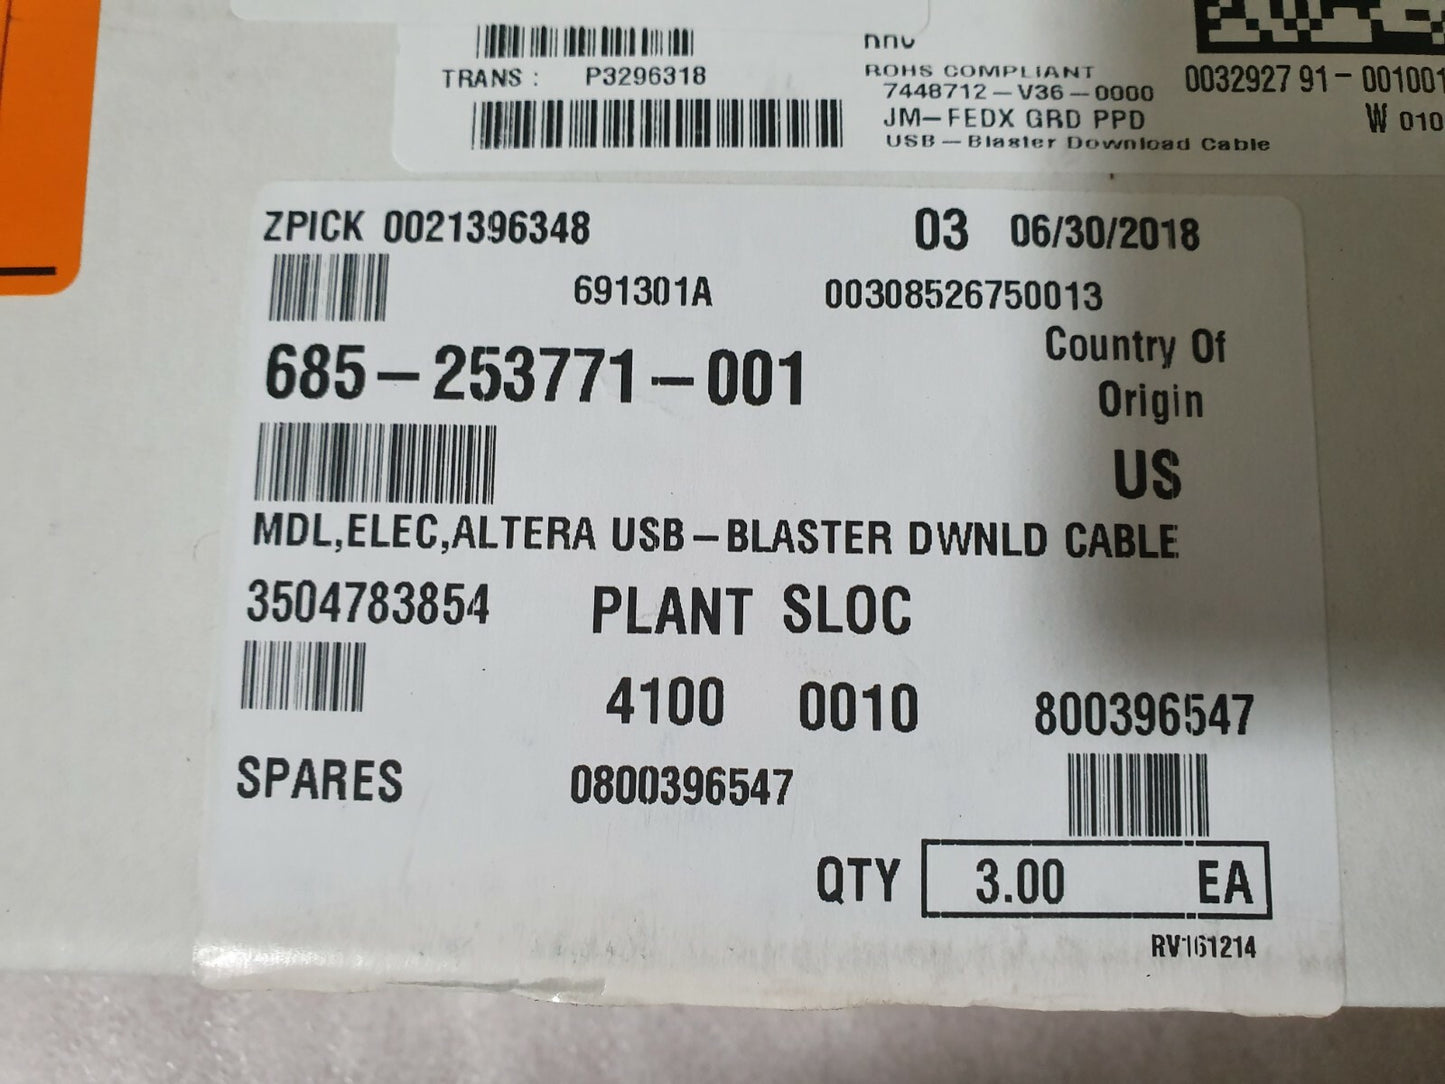 TRANS : P3296318
ROHS COMPLIANT
7448712-V36-0000
JM-FEDX GRD PPD
USB-Blaster Download Cable
0032927 91-001001
W 010
ZPICK 0021396348
03 06/30/2018
691301A 00308526750013
685-253771-001
Country Of
Origin
US
MDL,ELEC,ALTERA USB-BLASTER DWNLD CABLE
3504783854 PLANT SLOC
4100 0010 800396547
SPARES 0800396547
QTY 3.00 EA
RV161214